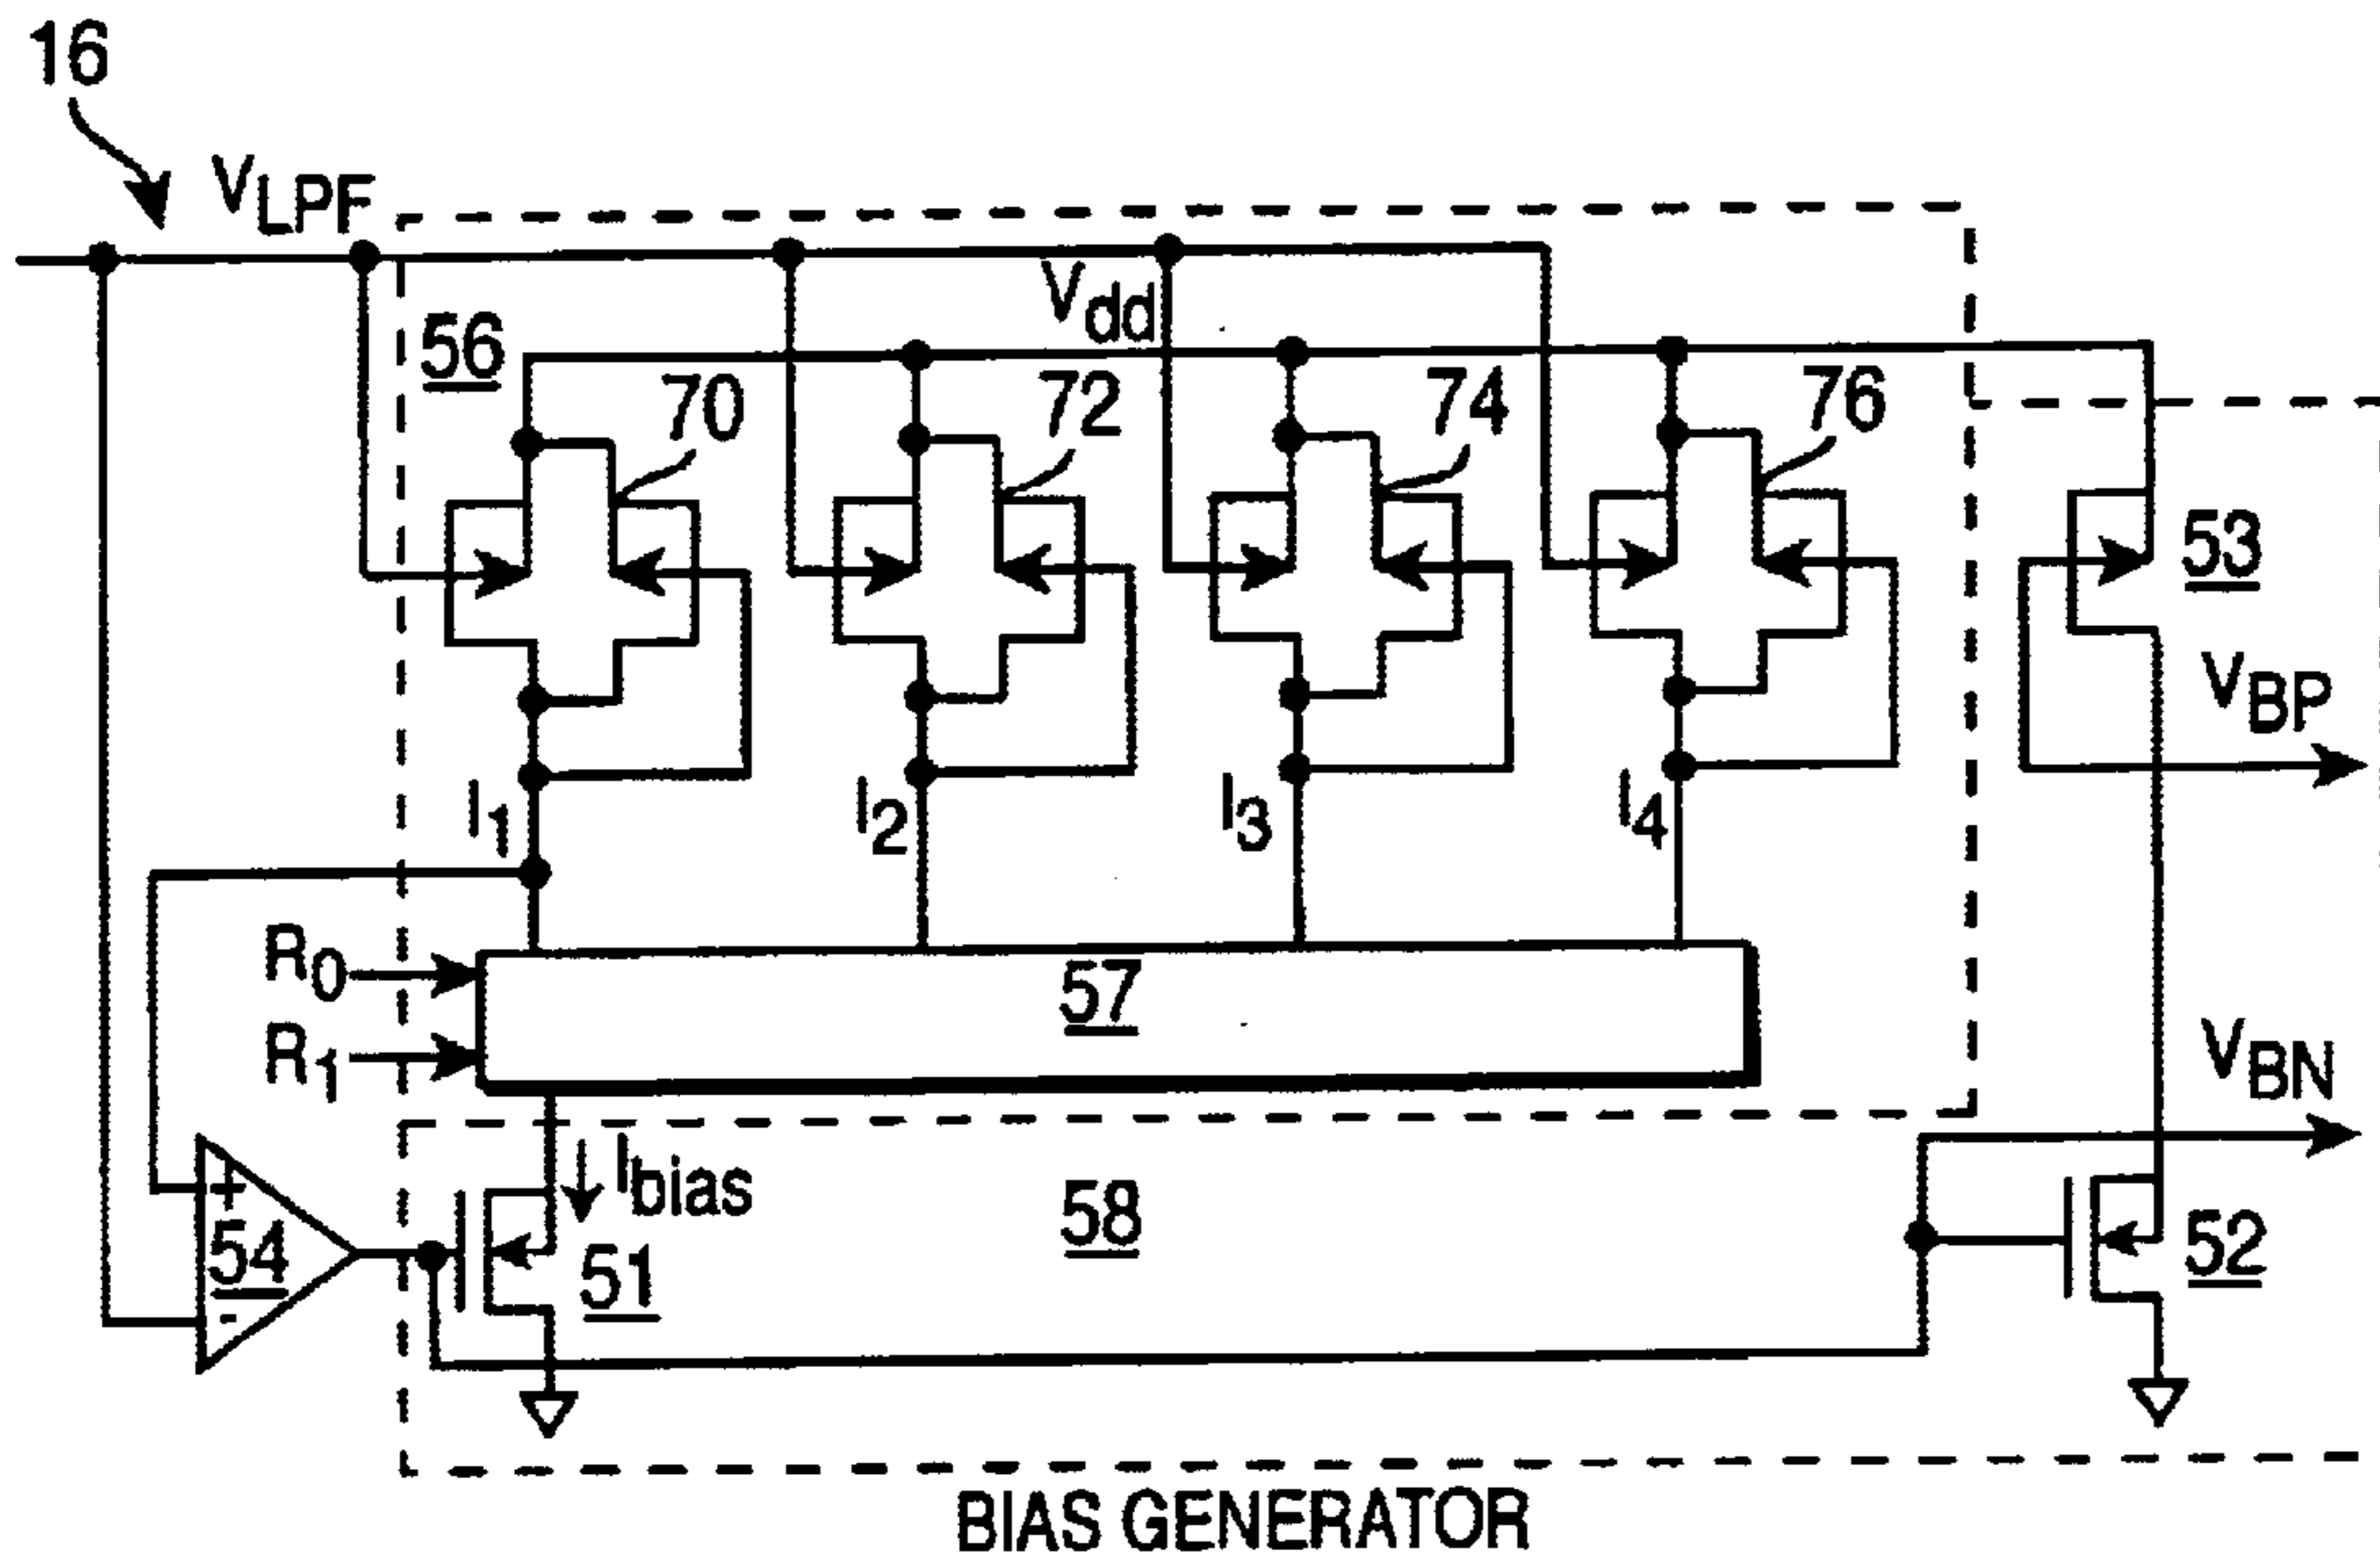 16
VLPF
Vdd
56
70
72
74
76
53
VBP
I1
I2
I3
I4
R0
57
R1
VBN
Ibias
58
+
54
-
51
52
BIAS GENERATOR